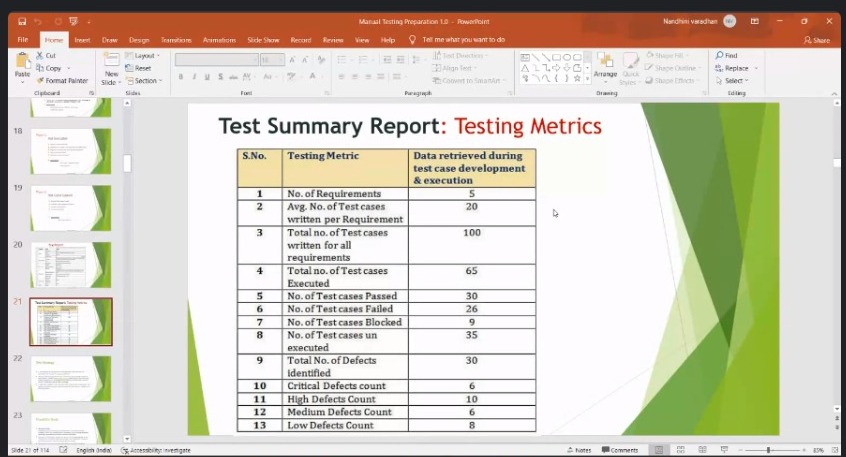 Manual Testing Preparation 1.0 - PowerPoint
Nandhini varadhan
File Home Insert Draw Design Transitions Animations Slide Show Record Review View Help Tell me what you want to do
Share
Cut
Copy
Format Painter
Paste
Clipboard
New
Slide
Layout
Reset
Section
Slides
Font
Text Direction
Align Text
Convert to SmartArt
Paragraph
Arrange
Quick
Styles
Shape Fill
Shape Outline
Shape Effects
Drawing
Find
Replace
Select
Editing
18
19
20
21
22
23
Test Summary Report: Testing Metrics
S.No. Testing Metric Data retrieved during
test case development
& execution
1 No. of Requirements 5
2 Avg. No. of Test cases 20
written per Requirement
3 Total no. of Test cases 100
written for all
requirements
4 Total no. of Test cases 65
Executed
5 No. of Test cases Passed 30
6 No. of Test cases Failed 26
7 No. of Test cases Blocked 9
8 No. of Test cases un 35
executed
9 Total No. of Defects 30
identified
10 Critical Defects count 6
11 High Defects Count 10
12 Medium Defects Count 6
13 Low Defects Count 8
Slide 21 of 114 English (India) Accessibility: Investigate
Notes Comments 85%